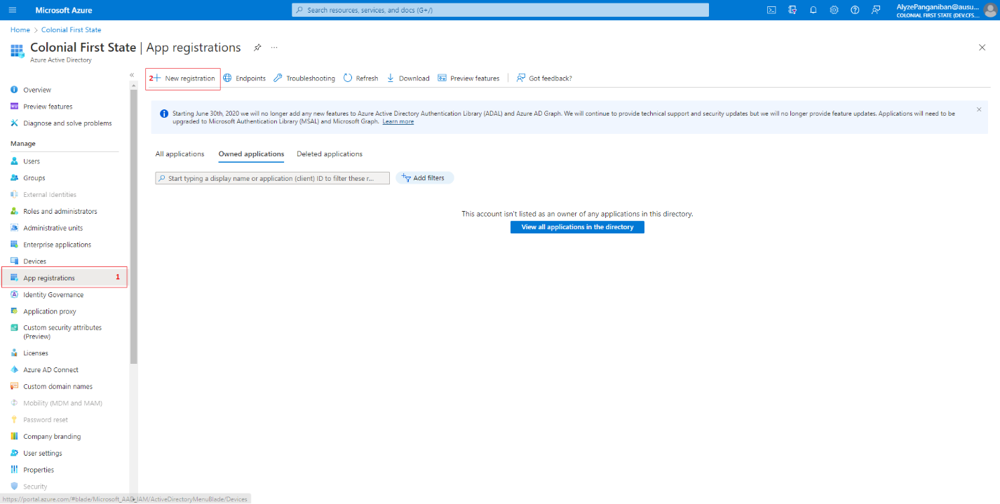 Microsoft Azure
Search resources, services, and docs (G+/)
AlyzePanganiban@ausu...
COLONIAL FIRST STATE (DEV.CFS....
Home > Colonial First State
Colonial First State | App registrations
Azure Active Directory
2 New registration
Endpoints
Troubleshooting
Refresh
Download
Preview features
Got feedback?
Overview
Preview features
Diagnose and solve problems
Manage
Users
Groups
External Identities
Roles and administrators
Administrative units
Enterprise applications
Devices
App registrations 1
Identity Governance
Application proxy
Custom security attributes
(Preview)
Licenses
Azure AD Connect
Custom domain names
Mobility (MDM and MAM)
Password reset
Company branding
User settings
Properties
Security
Starting June 30th, 2020 we will no longer add any new features to Azure Active Directory Authentication Library (ADAL) and Azure AD Graph. We will continue to provide technical support and security updates but we will no longer provide feature updates. Applications will need to be
upgraded to Microsoft Authentication Library (MSAL) and Microsoft Graph. Learn more
All applications
Owned applications
Deleted applications
Start typing a display name or application (client) ID to filter these r...
Add filters
This account isn't listed as an owner of any applications in this directory.
View all applications in the directory
https://portal.azure.com/#blade/Microsoft_AAD_IAM/ActiveDirectoryMenuBlade/Devices